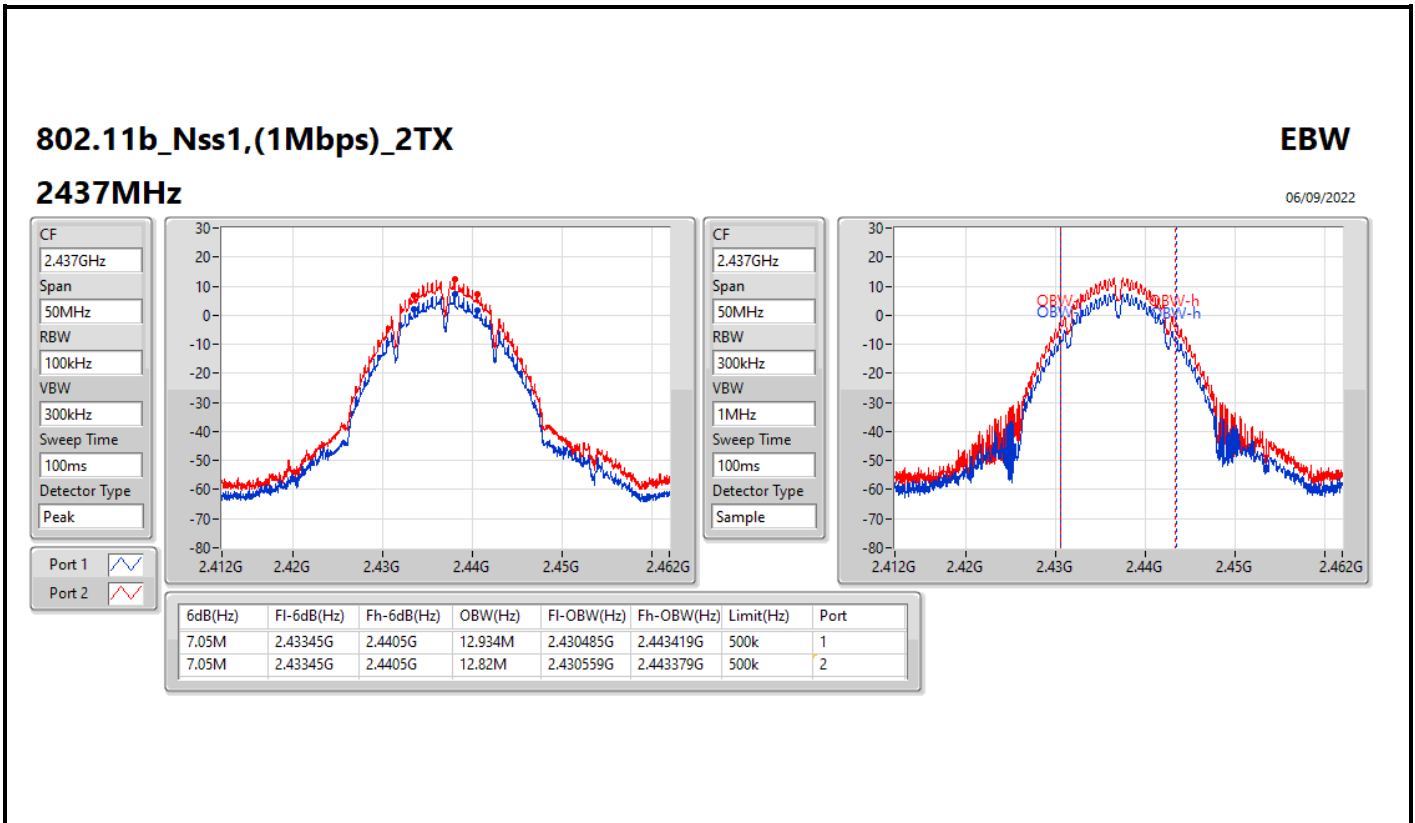 802.11b_Nss1,(1Mbps)_2TX EBW
2437MHz 06/09/2022
CF
2.437GHz
Span
50MHz
RBW
100kHz
VBW
300kHz
Sweep Time
100ms
Detector Type
Peak
30
20
10
0
-10
-20
-30
-40
-50
-60
-70
-80
2.412G 2.42G 2.43G 2.44G 2.45G 2.462G
CF
2.437GHz
Span
50MHz
RBW
300kHz
VBW
1MHz
Sweep Time
100ms
Detector Type
Sample
30
20
10
0
-10
-20
-30
-40
-50
-60
-70
-80
OBW-h
OBW-h
2.412G 2.42G 2.43G 2.44G 2.45G 2.462G
Port 1
Port 2
6dB(Hz) Fl-6dB(Hz) Fh-6dB(Hz) OBW(Hz) Fl-OBW(Hz) Fh-OBW(Hz) Limit(Hz) Port
7.05M 2.43345G 2.4405G 12.934M 2.430485G 2.443419G 500k 1
7.05M 2.43345G 2.4405G 12.82M 2.430559G 2.443379G 500k 2